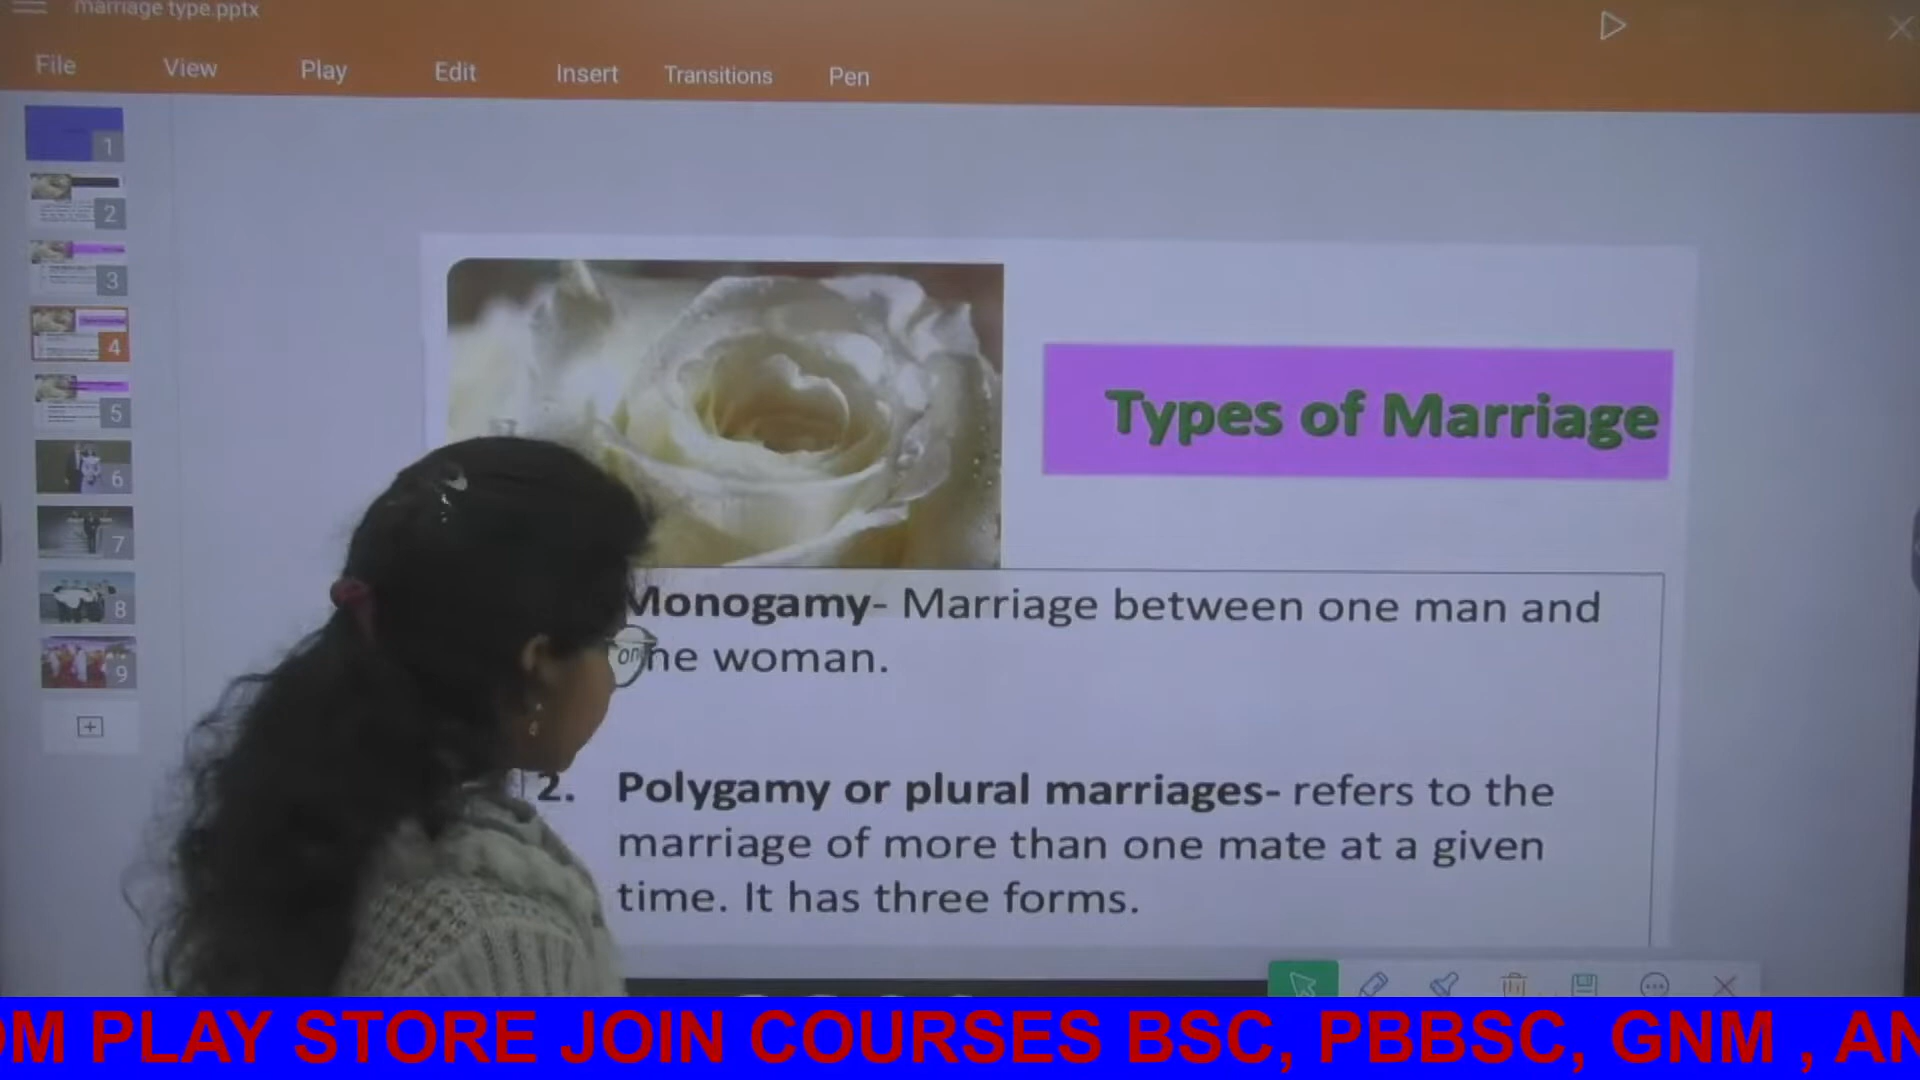 marriage type.pptx
File View Play Edit Insert Transitions Pen
1
2
3
4
5
6
7
8
9
Types of Marriage
Monogamy- Marriage between one man and
one woman.
2. Polygamy or plural marriages- refers to the
marriage of more than one mate at a given
time. It has three forms.
OM PLAY STORE JOIN COURSES BSC, PBBSC, GNM , AN